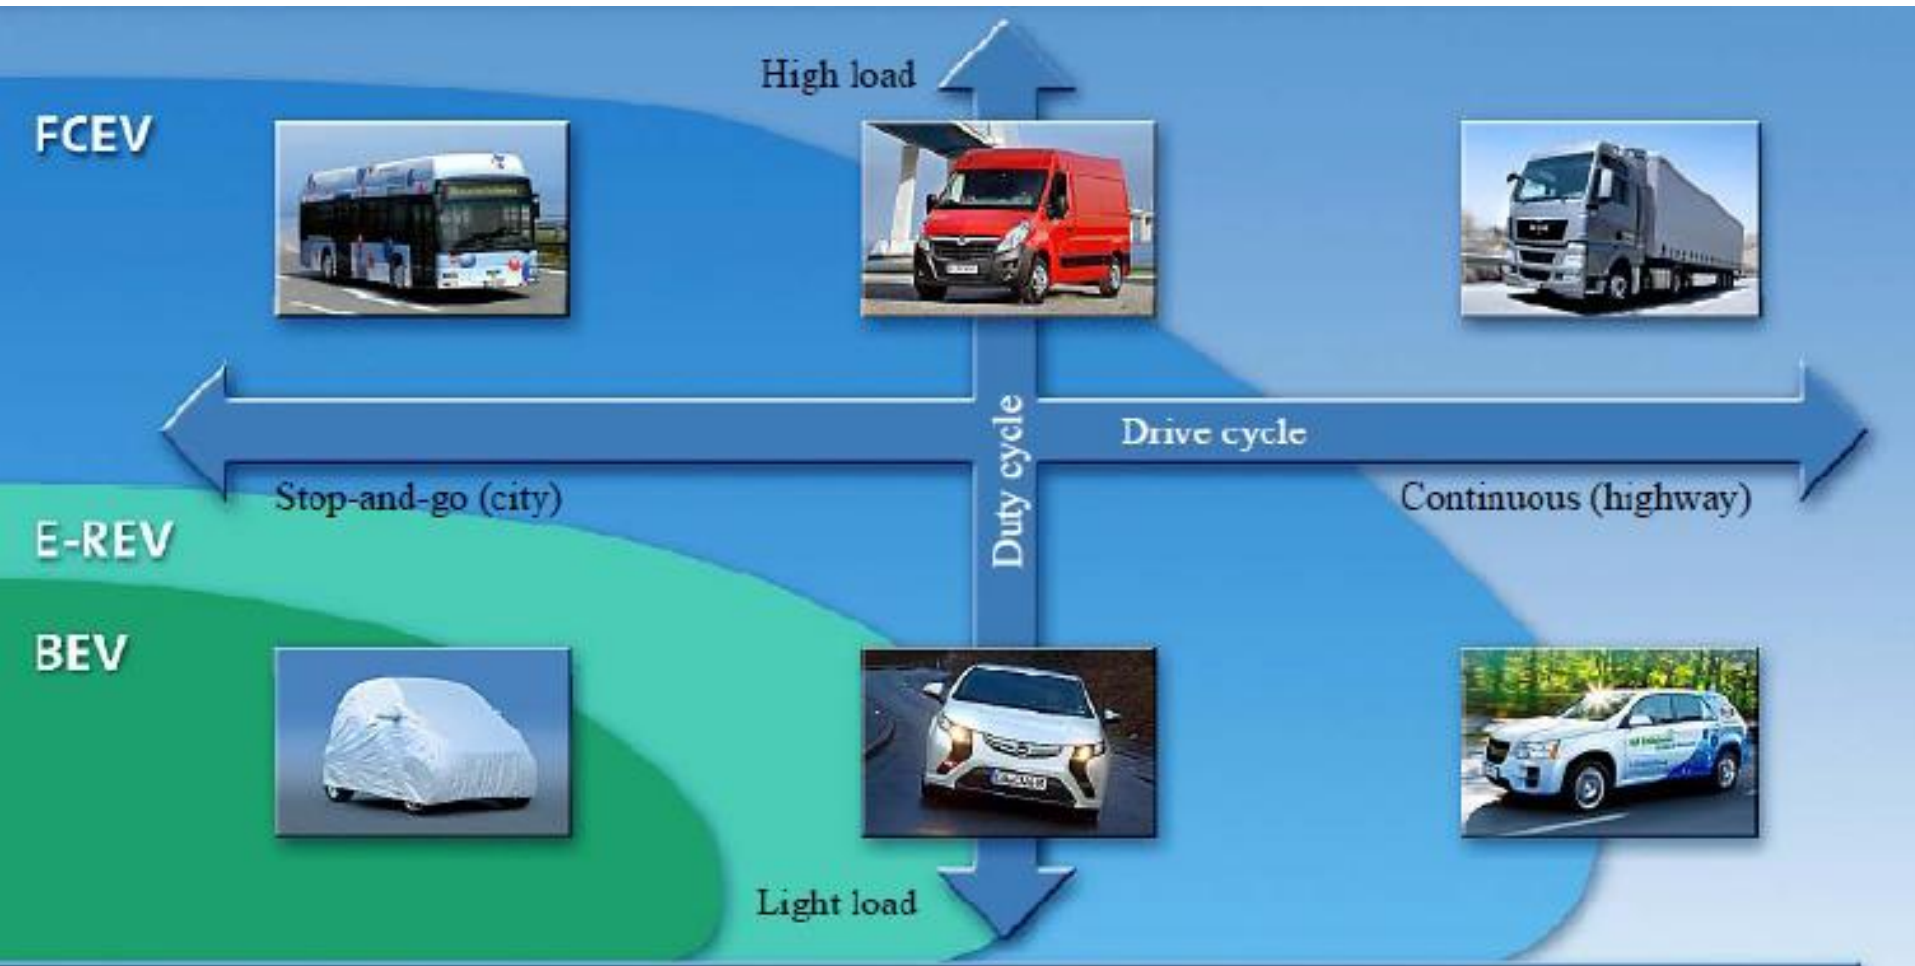 High load
FCEV
Drive cycle
Duty cycle
Stop-and-go (city)
Continuous (highway)
E-REV
BEV
Light load